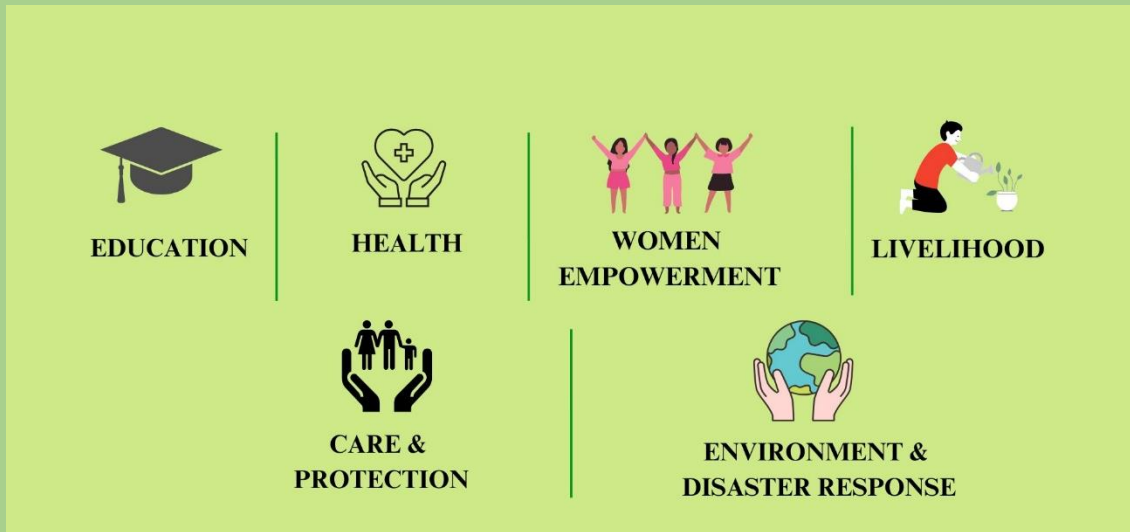 EDUCATION
HEALTH
WOMEN
EMPOWERMENT
LIVELIHOOD
CARE &
PROTECTION
ENVIRONMENT &
DISASTER RESPONSE